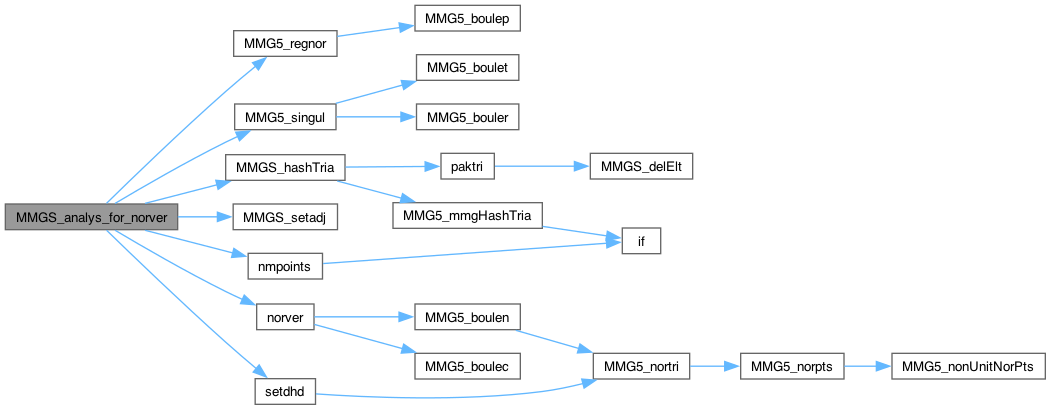 MMG5_boulep
MMG5_regnor
MMG5_boulet
MMG5_singul
MMG5_bouler
MMGS_hashTria
paktri
MMGS_delElt
MMGS_analys_for_norver
MMGS_setadj
MMG5_mmgHashTria
if
nmpoints
norver
MMG5_boulen
MMG5_boulec
MMG5_nortri
MMG5_norpts
MMG5_nonUnitNorPts
setdhd